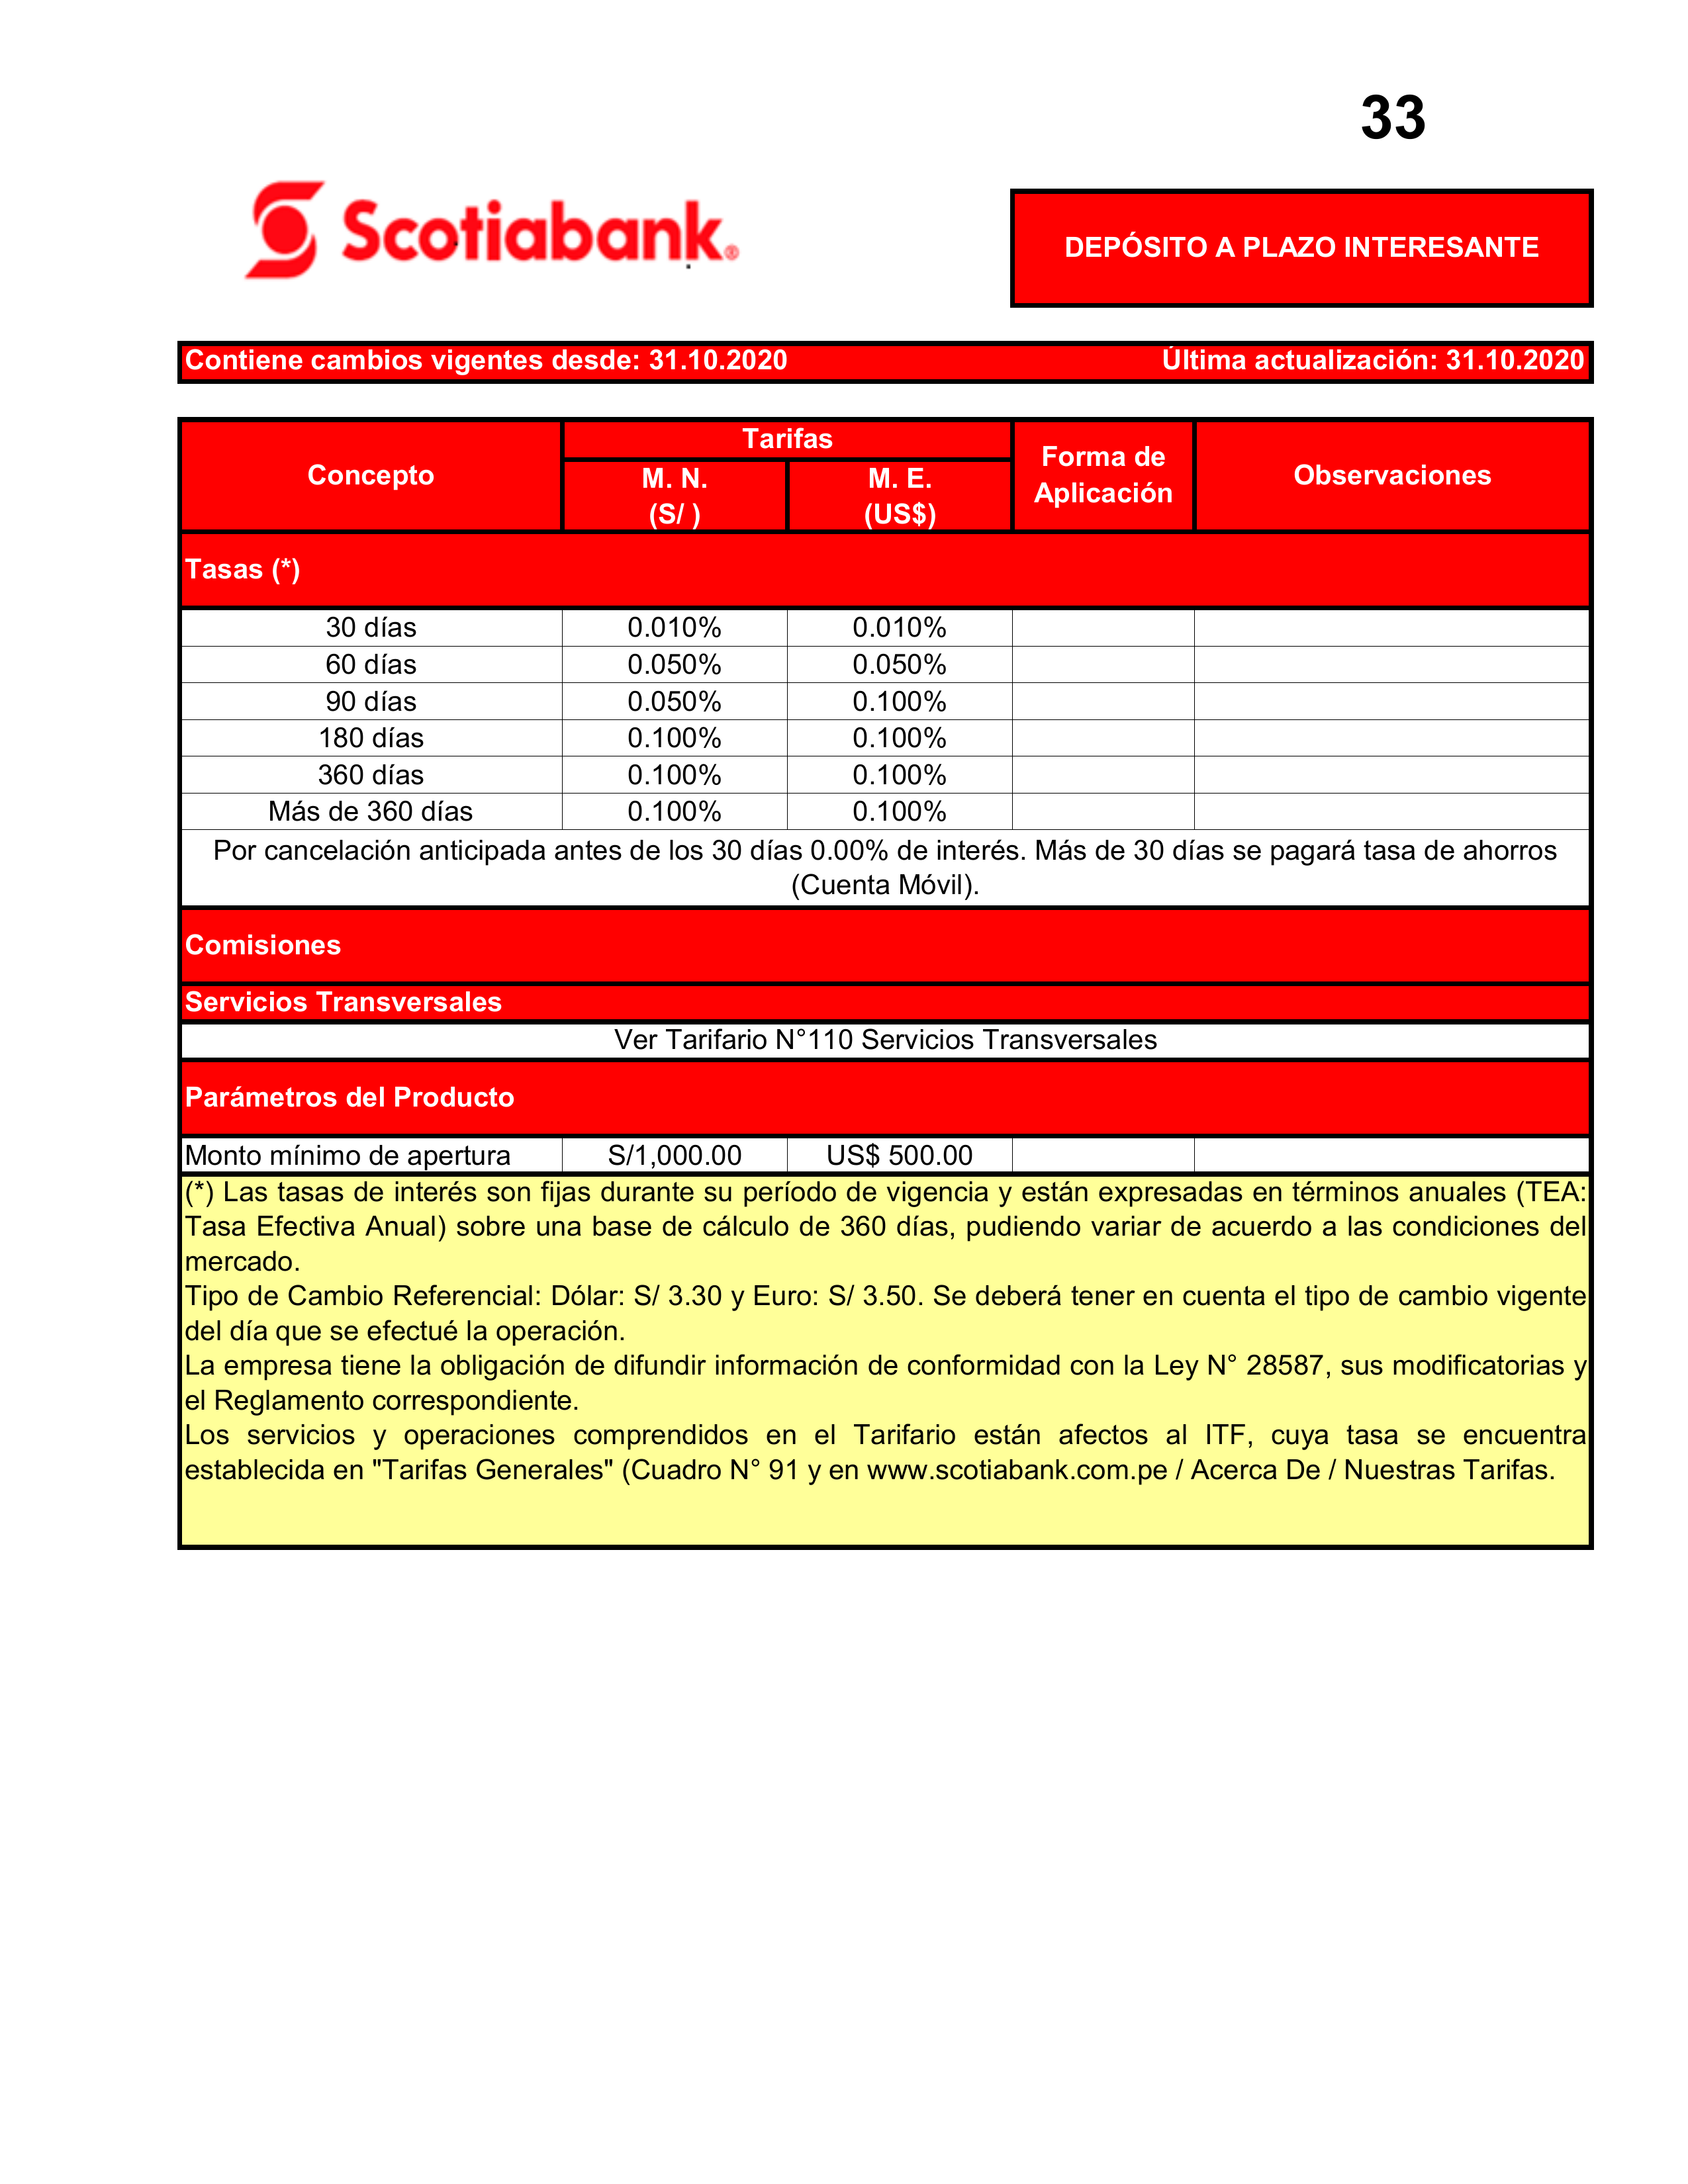 33
Scotiabank®
DEPÓSITO A PLAZO INTERESANTE
Contiene cambios vigentes desde: 31.10.2020 Última actualización: 31.10.2020
Concepto Tarifas Forma de Aplicación Observaciones
M. N. (S/ ) M. E. (US$)
Tasas (*)
30 días 0.010% 0.010%
60 días 0.050% 0.050%
90 días 0.050% 0.100%
180 días 0.100% 0.100%
360 días 0.100% 0.100%
Más de 360 días 0.100% 0.100%
Por cancelación anticipada antes de los 30 días 0.00% de interés. Más de 30 días se pagará tasa de ahorros
(Cuenta Móvil).
Comisiones
Servicios Transversales
Ver Tarifario N°110 Servicios Transversales
Parámetros del Producto
Monto mínimo de apertura S/1,000.00 US$ 500.00
(*) Las tasas de interés son fijas durante su período de vigencia y están expresadas en términos anuales (TEA:
Tasa Efectiva Anual) sobre una base de cálculo de 360 días, pudiendo variar de acuerdo a las condiciones del
mercado.
Tipo de Cambio Referencial: Dólar: S/ 3.30 y Euro: S/ 3.50. Se deberá tener en cuenta el tipo de cambio vigente
del día que se efectué la operación.
La empresa tiene la obligación de difundir información de conformidad con la Ley N° 28587, sus modificatorias y
el Reglamento correspondiente.
Los servicios y operaciones comprendidos en el Tarifario están afectos al ITF, cuya tasa se encuentra
establecida en "Tarifas Generales" (Cuadro N° 91 y en www.scotiabank.com.pe / Acerca De / Nuestras Tarifas.